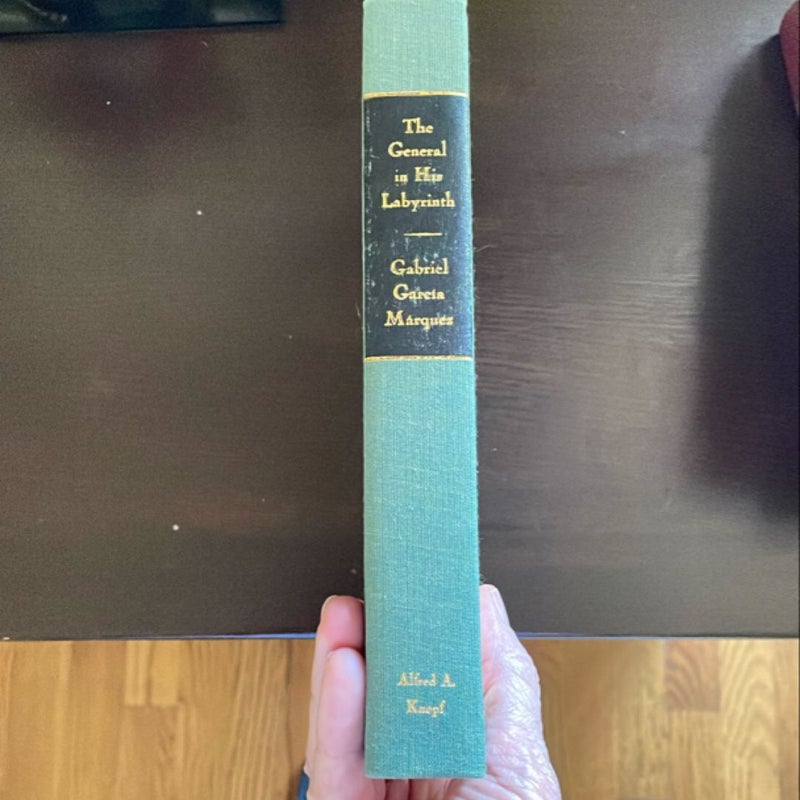 The
General
in His
Labyrinth
Gabriel
García
Márquez
Alfred A.
Knopf